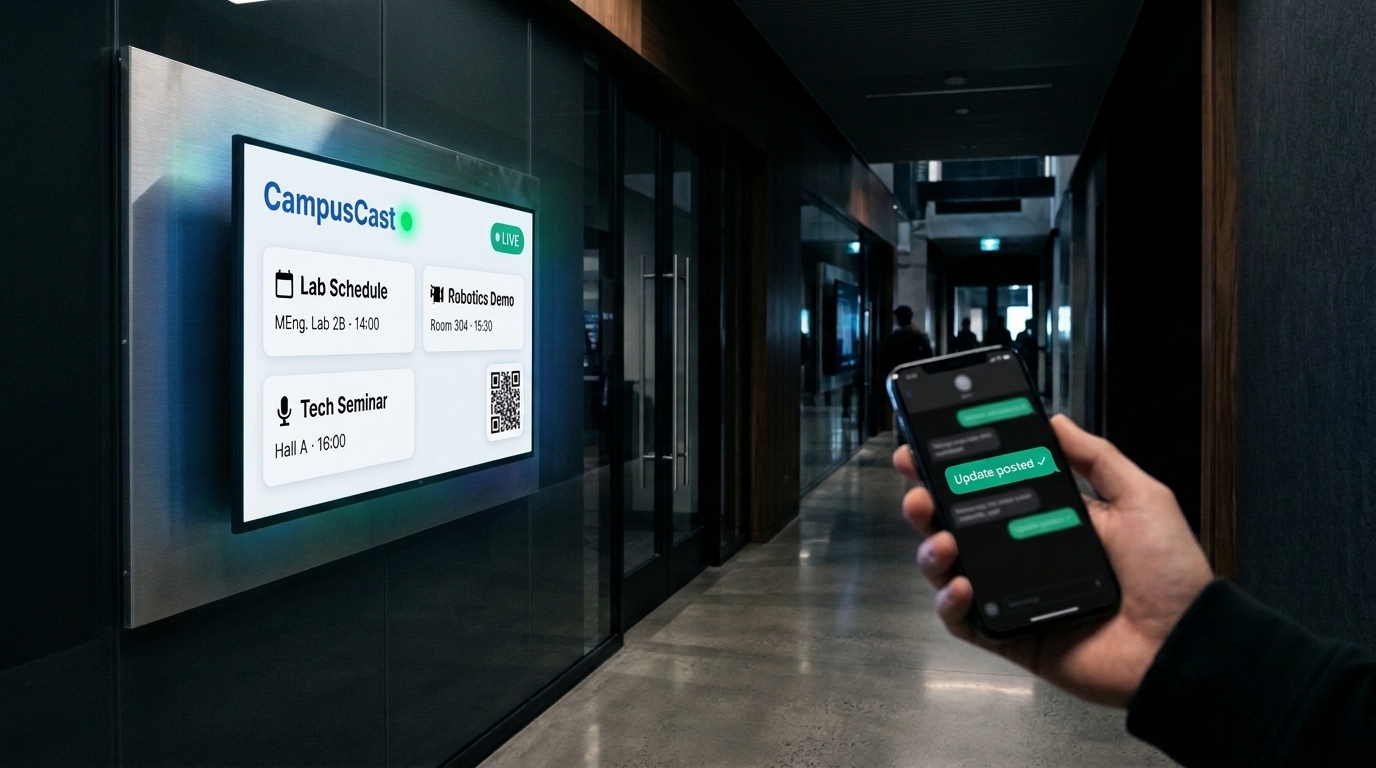 CampusCast
LIVE
Lab Schedule
MEng. Lab 2B · 14:00
Robotics Demo
Room 304 · 15:30
Tech Seminar
Hall A · 16:00
Update posted ✓